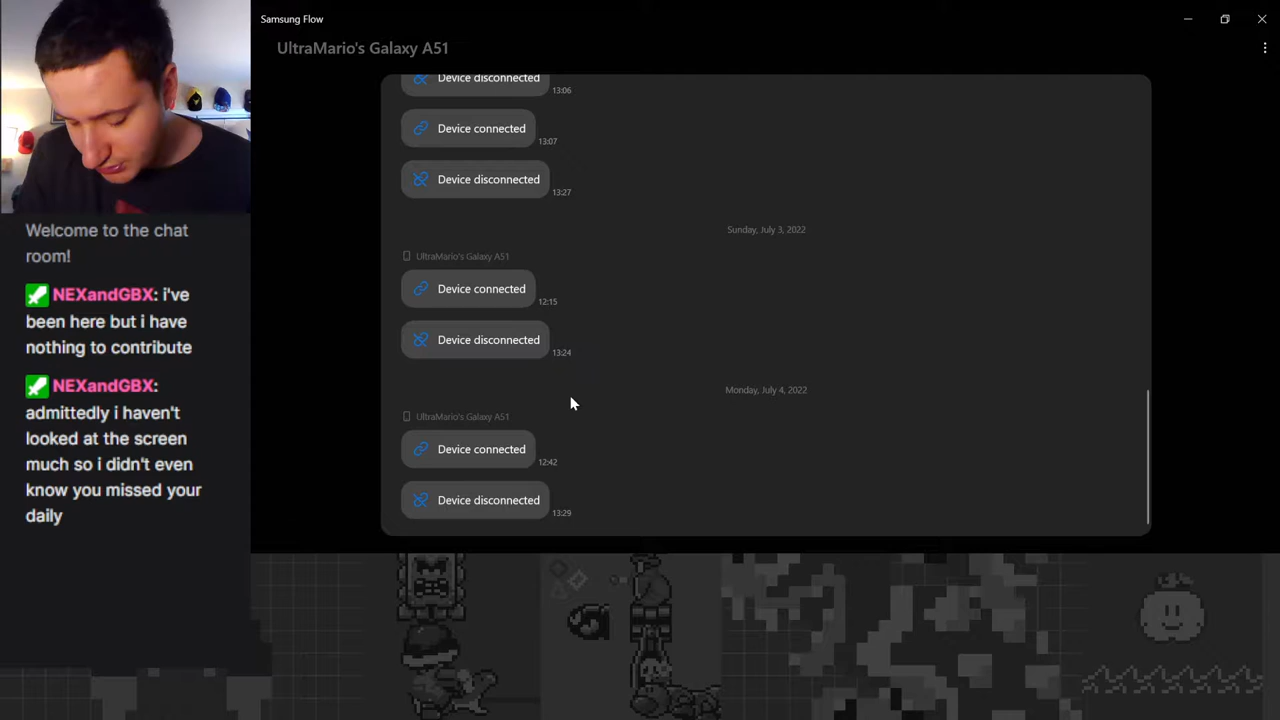 Samsung Flow
UltraMario's Galaxy A51
Device disconnected
13:06
Device connected
13:07
Device disconnected
13:27
Sunday, July 3, 2022
UltraMario's Galaxy A51
Device connected
12:15
Device disconnected
13:24
Monday, July 4, 2022
UltraMario's Galaxy A51
Device connected
12:42
Device disconnected
13:29
Welcome to the chat
room!
NEXandGBX: i've
been here but i have
nothing to contribute
NEXandGBX:
admittedly i haven't
looked at the screen
much so i didn't even
know you missed your
daily